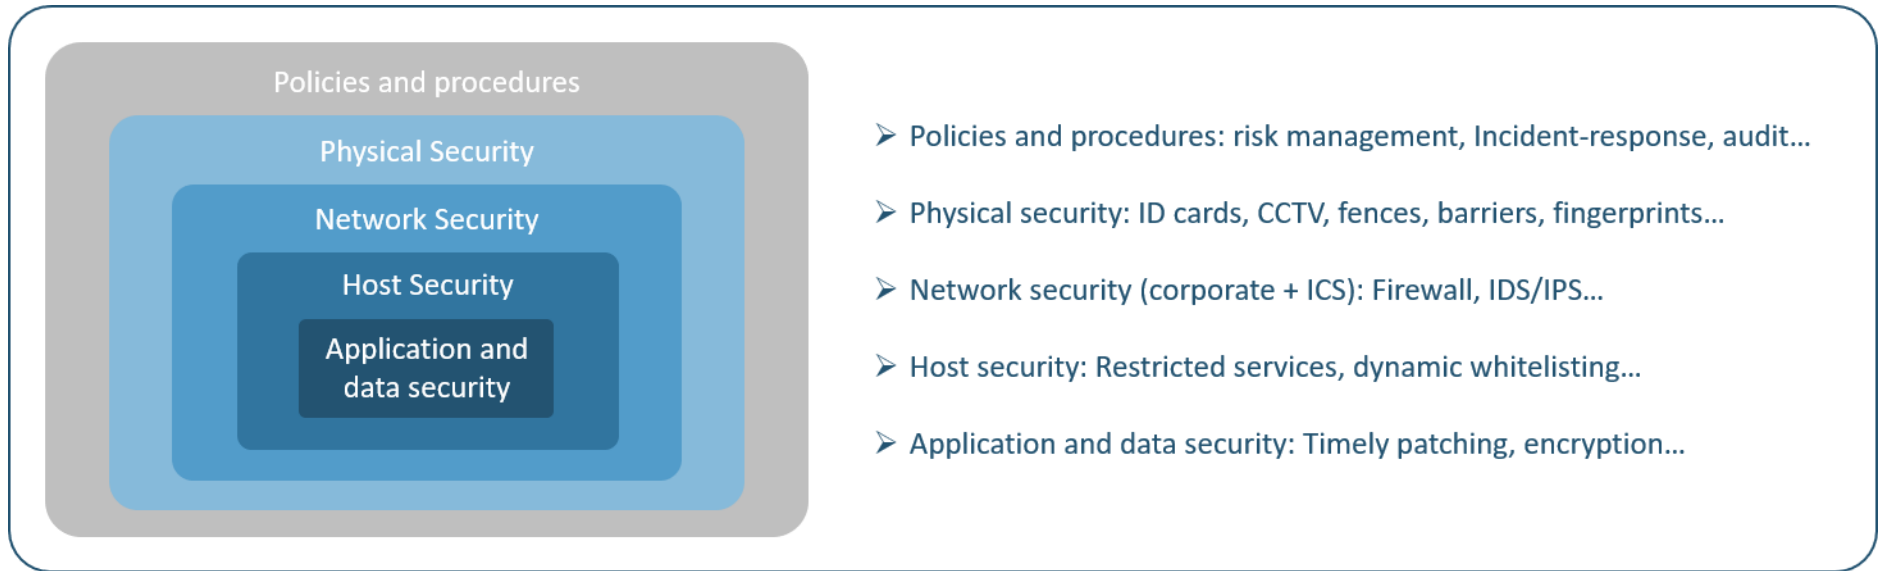 Policies and procedures
Physical Security
Network Security
Host Security
Application and
data security
➢ Policies and procedures: risk management, Incident-response, audit...
➢ Physical security: ID cards, CCTV, fences, barriers, fingerprints...
➢ Network security (corporate + ICS): Firewall, IDS/IPS...
➢ Host security: Restricted services, dynamic whitelisting...
➢ Application and data security: Timely patching, encryption...